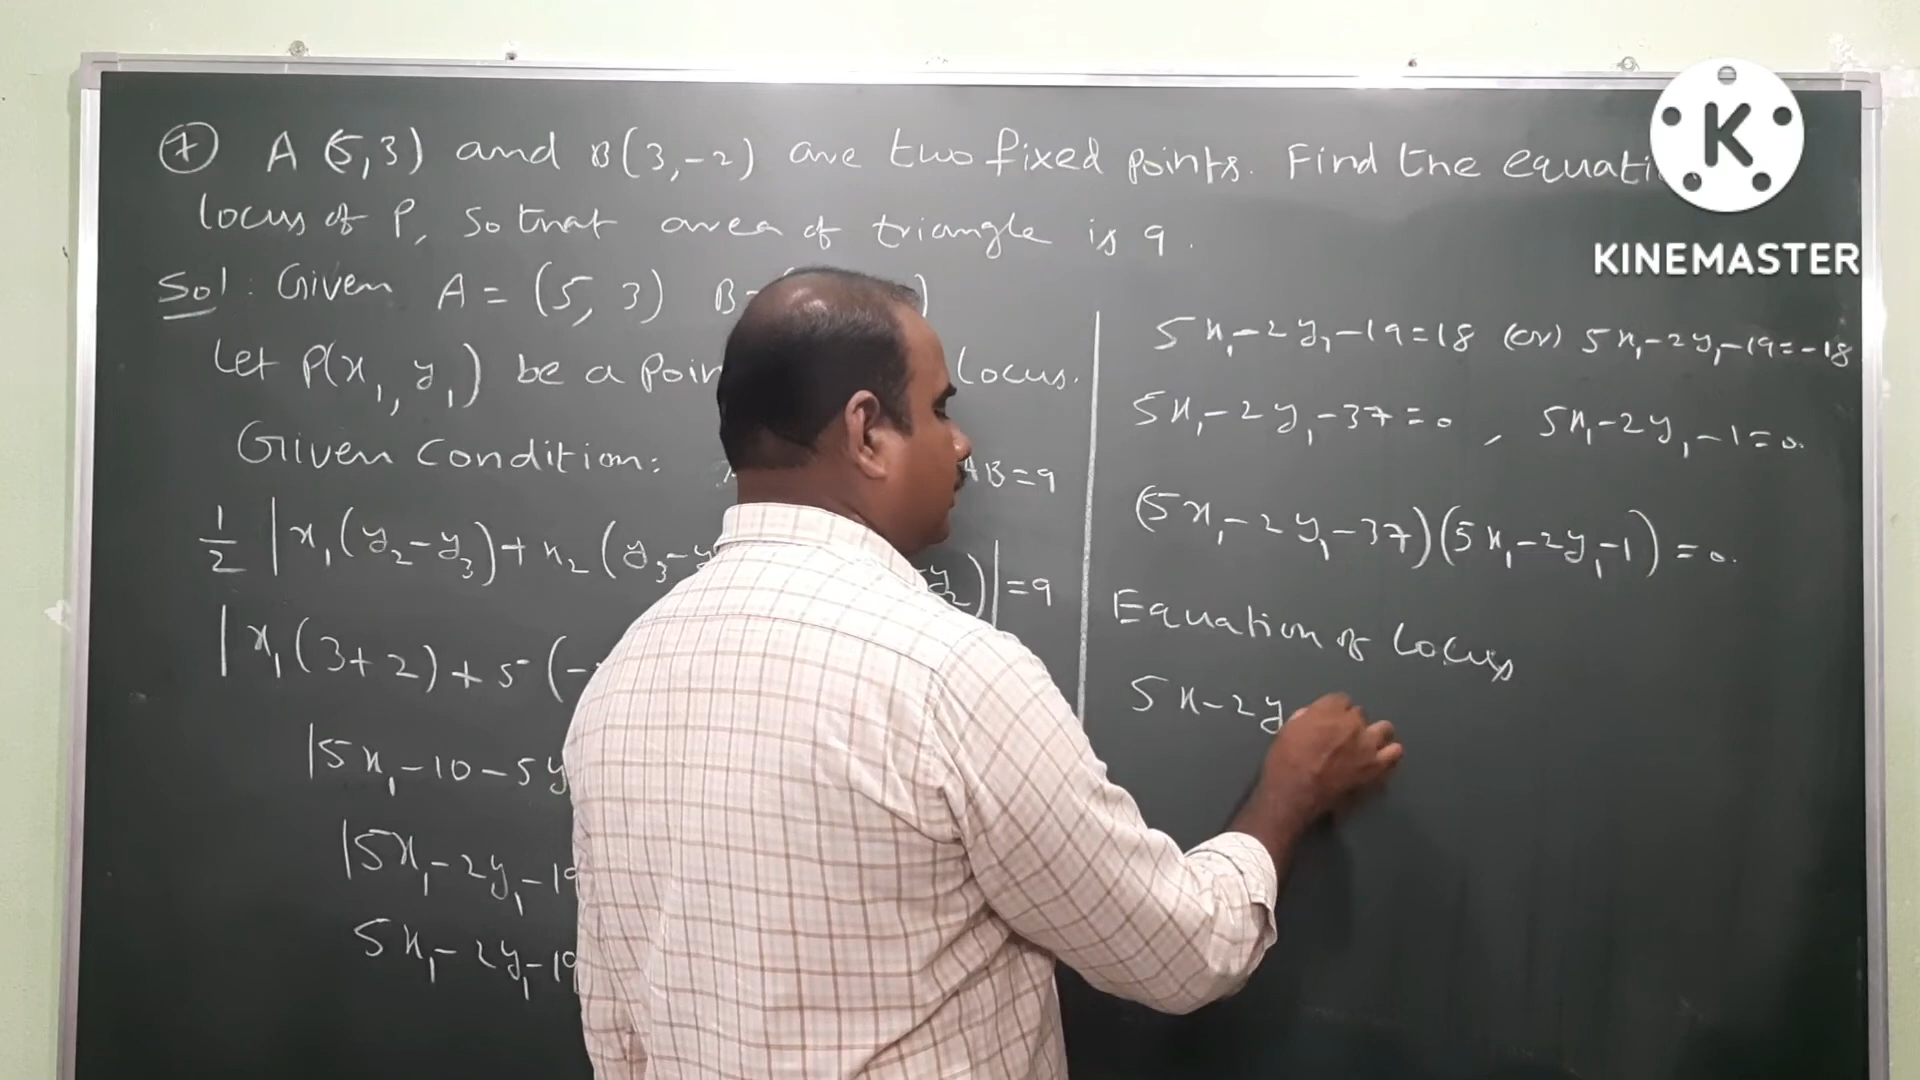 ⑦ A (5,3) and B(3,-2) are two fixed points. Find the equati
locus of P, so that area of triangle is 9.
Sol: Given A = (5, 3) B
Let P(x₁, y₁) be a locus.
Given Condition: AB=9
1/2 |x₁(y₂-y₃)+x₂(y₃- y₂)|=9
|x₁(3+2)+5(-
|5x₁-10-5y
|5x₁-2y₁-19
5x₁-2y₁-19
5x₁-2y₁-19=18 (or) 5x₁-2y₁-19=-18
5x₁-2y₁-37=0, 5x₁-2y₁-1=0.
(5x₁-2y₁-37)(5x₁-2y₁-1)=0.
Equation of locus
5x-2y
K
KINEMASTER